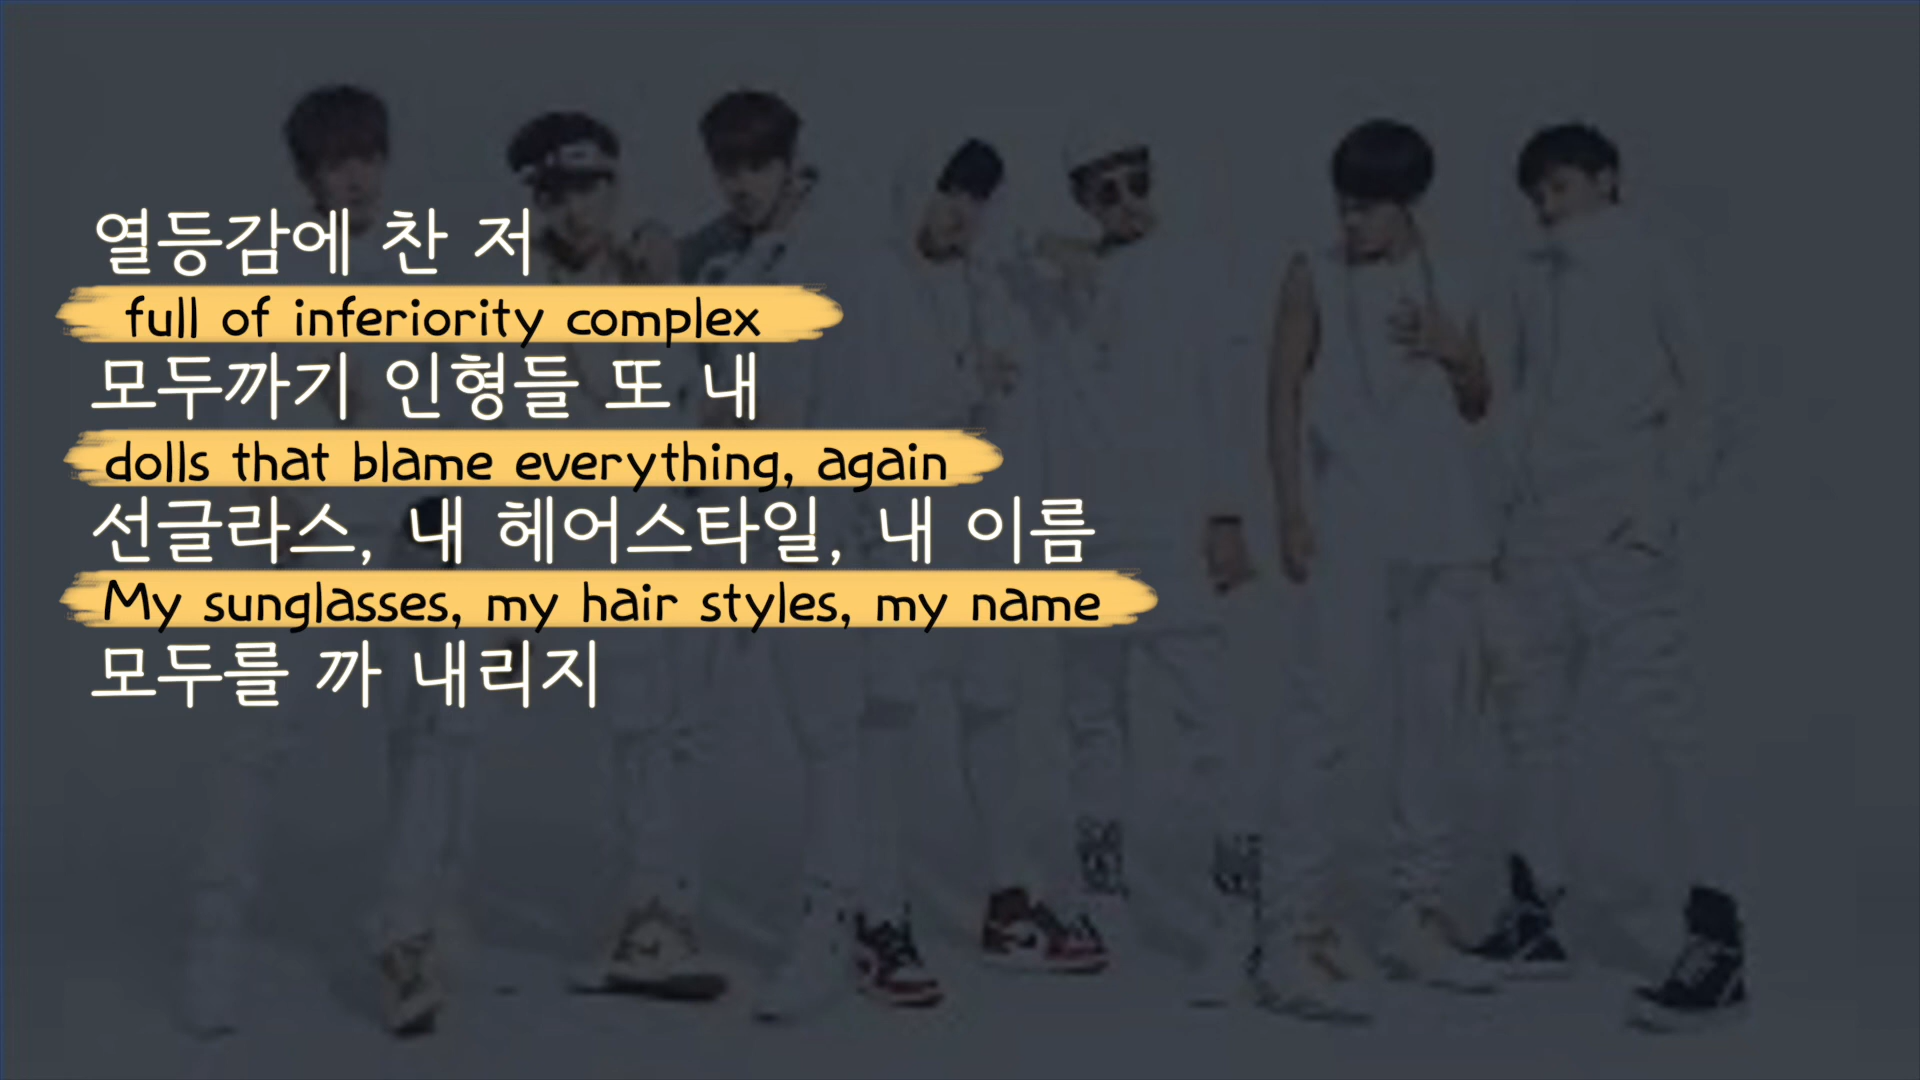 열등감에 찬 저
full of inferiority complex
모두까기 인형들 또 내
dolls that blame everything, again
선글라스, 내 헤어스타일, 내 이름
My sunglasses, my hair styles, my name
모두를 까 내리지